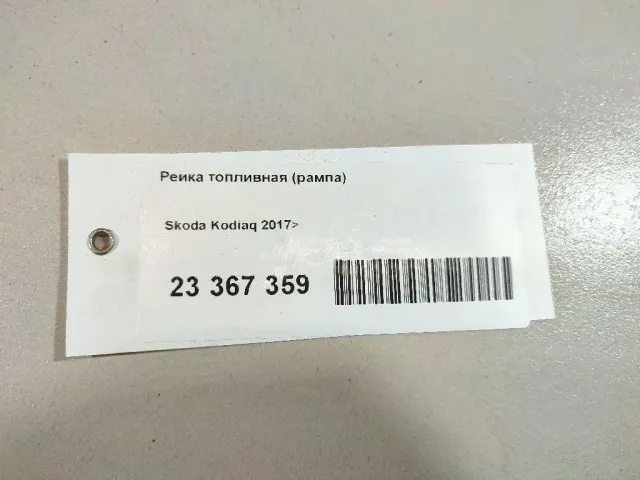 Рейка топливная (рампа)
Skoda Kodiaq 2017>
23 367 359